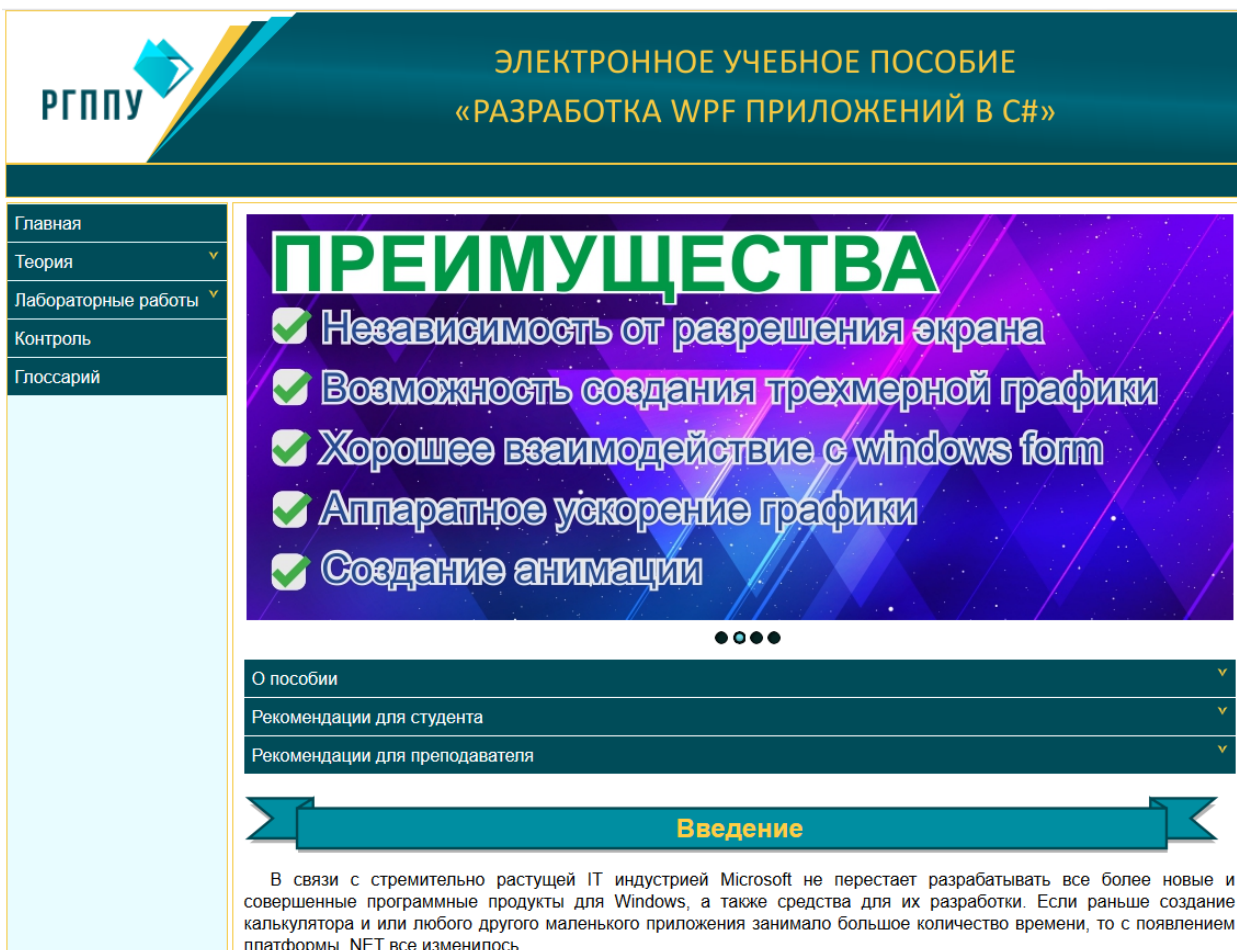 РГППУ
ЭЛЕКТРОННОЕ УЧЕБНОЕ ПОСОБИЕ
«РАЗРАБОТКА WPF ПРИЛОЖЕНИЙ В C#»
Главная
Теория
Лабораторные работы
Контроль
Глоссарий
ПРЕИМУЩЕСТВА
Независимость от разрешения экрана
Возможность создания трехмерной графики
Хорошее взаимодействие с windows form
Аппаратное ускорение графики
Создание анимации
О пособии
Рекомендации для студента
Рекомендации для преподавателя
Введение
В связи с стремительно растущей IT индустрией Microsoft не перестает разрабатывать все более новые и
совершенные программные продукты для Windows, а также средства для их разработки. Если раньше создание
калькулятора и или любого другого маленького приложения занимало большое количество времени, то с появлением
платформы .NET все изменилось